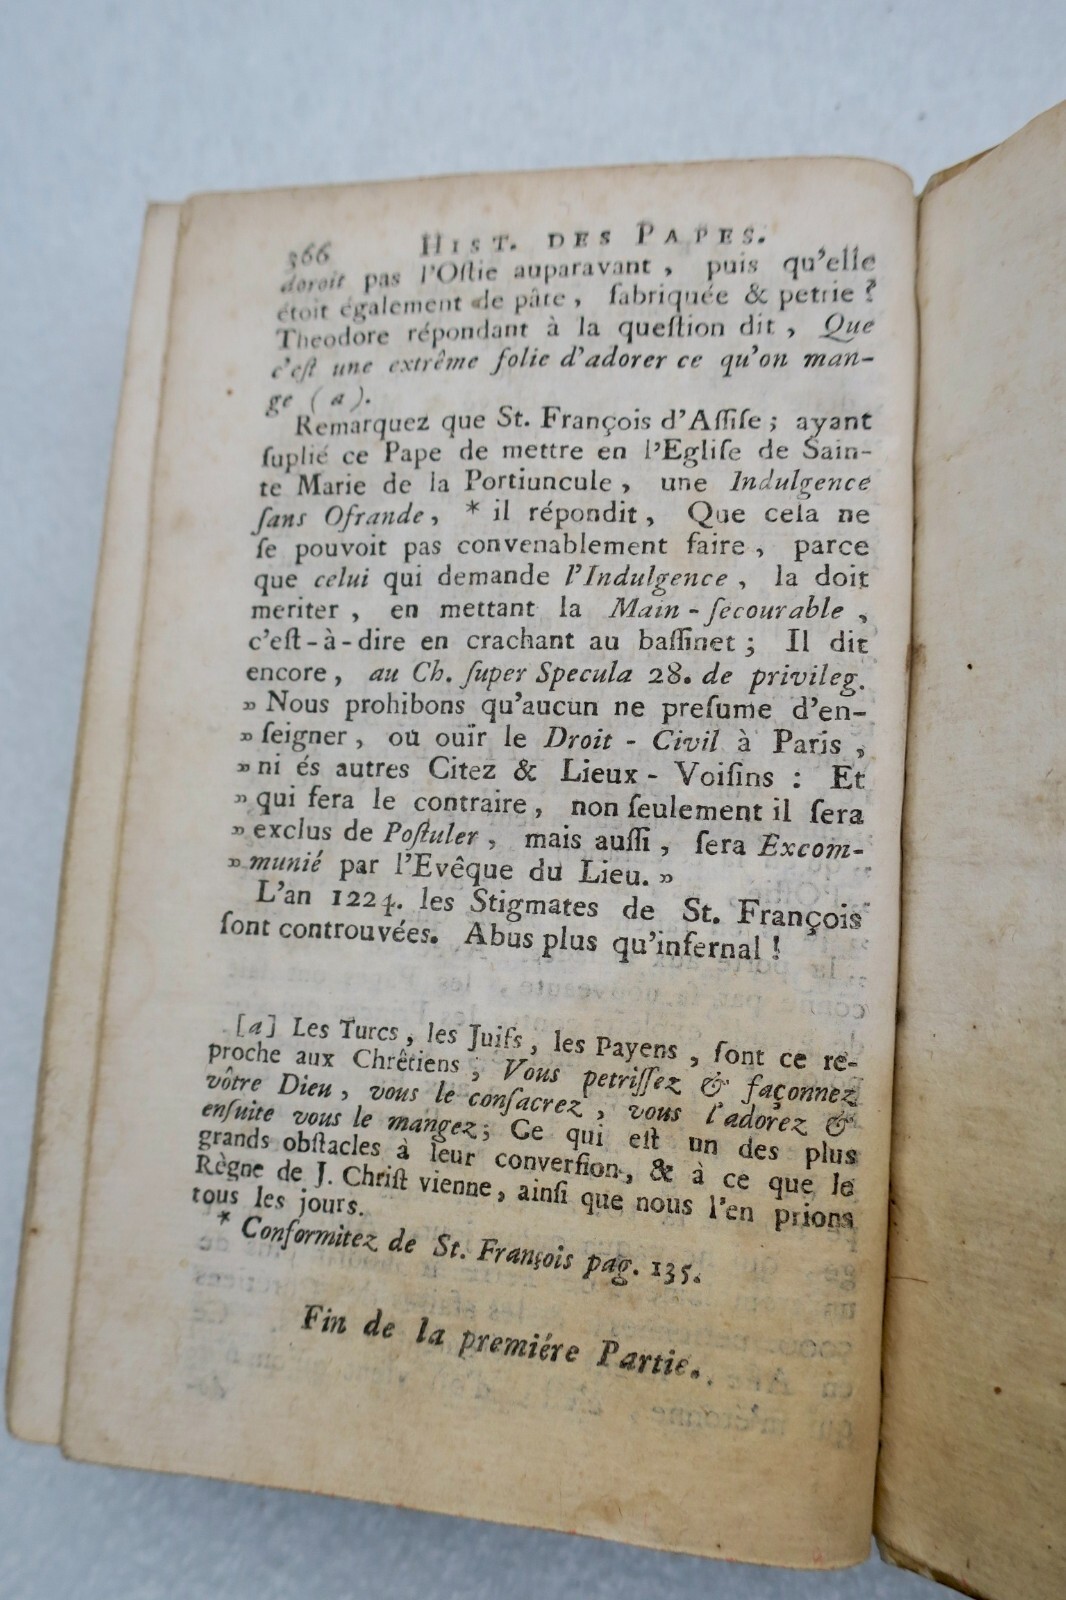 366 HIST. DES PAPES.
doroit pas l'Oſtie auparavant, puis qu'elle
étoit également de pâte, fabriquée & petrie?
Theodore répondant à la queſtion dit, Que
c'eſt une extrême folie d'adorer ce qu'on man-
ge (a).
Remarquez que St. François d'Aſſiſe; ayant
ſuplié ce Pape de mettre en l'Egliſe de Sain-
te Marie de la Portiuncule, une Indulgence
ſans Ofrande, * il répondit, Que cela ne
ſe pouvoit pas convenablement faire, parce
que celui qui demande l'Indulgence, la doit
meriter, en mettant la Main-ſecourable,
c'eſt-à-dire en crachant au baſſinet; Il dit
encore, au Ch. ſuper Specula 28. de privileg.
» Nous prohibons qu'aucun ne preſume d'en-
» ſeigner, ou ouïr le Droit-Civil à Paris,
» ni és autres Citez & Lieux-Voiſins: Et
» qui fera le contraire, non ſeulement il ſera
» exclus de Poſtuler, mais auſſi, ſera Excom-
» munié par l'Evêque du Lieu. »
L'an 1224. les Stigmates de St. François
ſont controuvées. Abus plus qu'infernal!
[a] Les Turcs, les Juifs, les Payens, ſont ce re-
proche aux Chrêtiens, Vous petriſſez & façonnez
vôtre Dieu, vous le conſacrez, vous l'adorez &
enſuite vous le mangez; Ce qui eſt un des plus
grands obſtacles à leur converſion, & à ce que le
Règne de J. Chriſt vienne, ainſi que nous l'en prions
tous les jours.
* Conformitez de St. François pag. 135.
Fin de la premiére Partie.